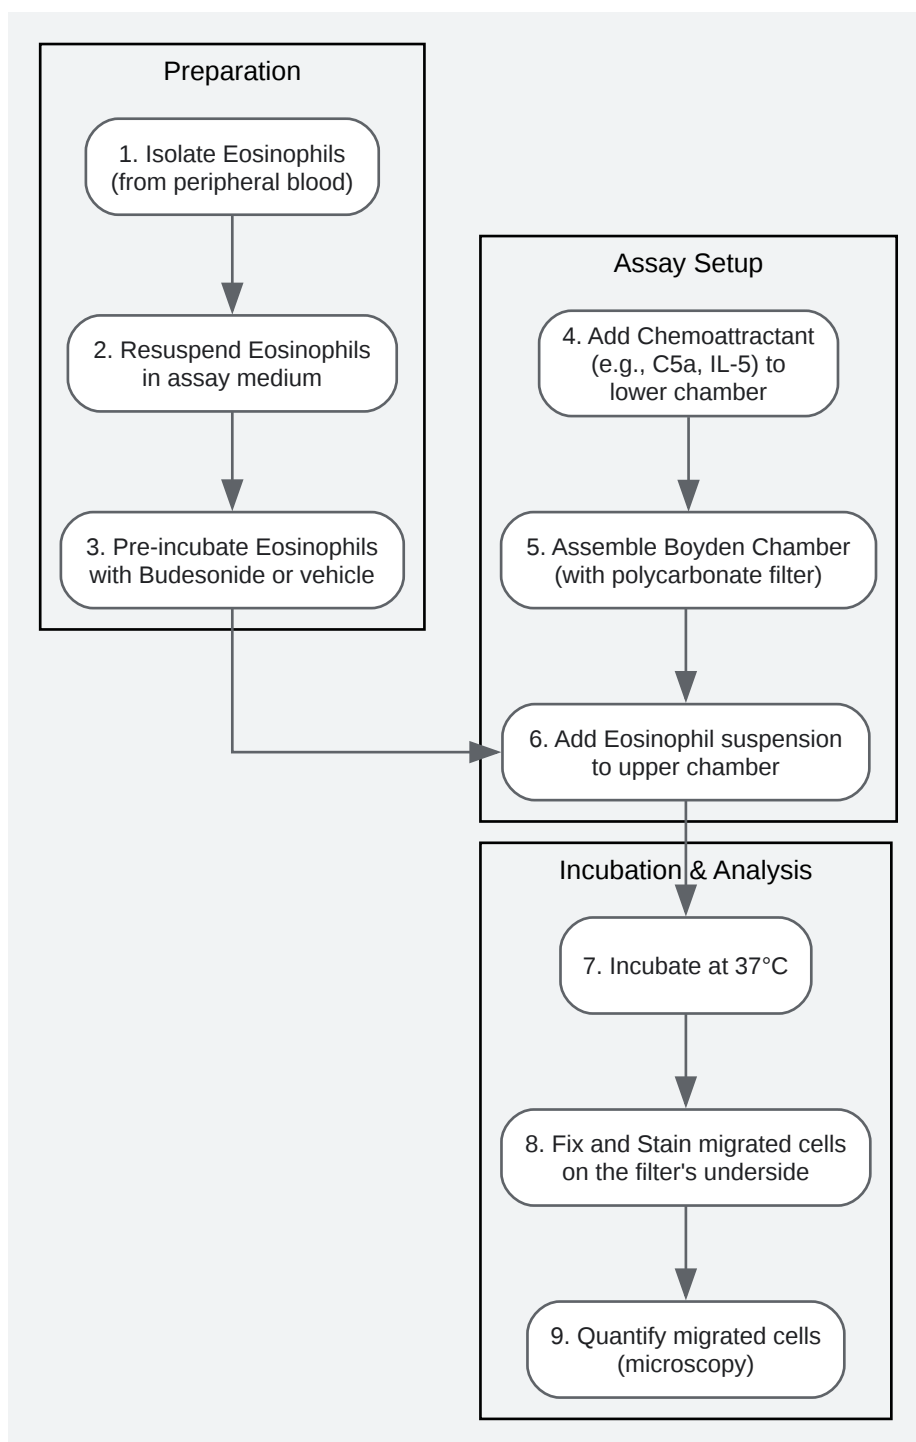 Preparation
1. Isolate Eosinophils
(from peripheral blood)
2. Resuspend Eosinophils
in assay medium
3. Pre-incubate Eosinophils
with Budesonide or vehicle
Assay Setup
4. Add Chemoattractant
(e.g., C5a, IL-5) to
lower chamber
5. Assemble Boyden Chamber
(with polycarbonate filter)
6. Add Eosinophil suspension
to upper chamber
Incubation & Analysis
7. Incubate at 37°C
8. Fix and Stain migrated cells
on the filter's underside
9. Quantify migrated cells
(microscopy)